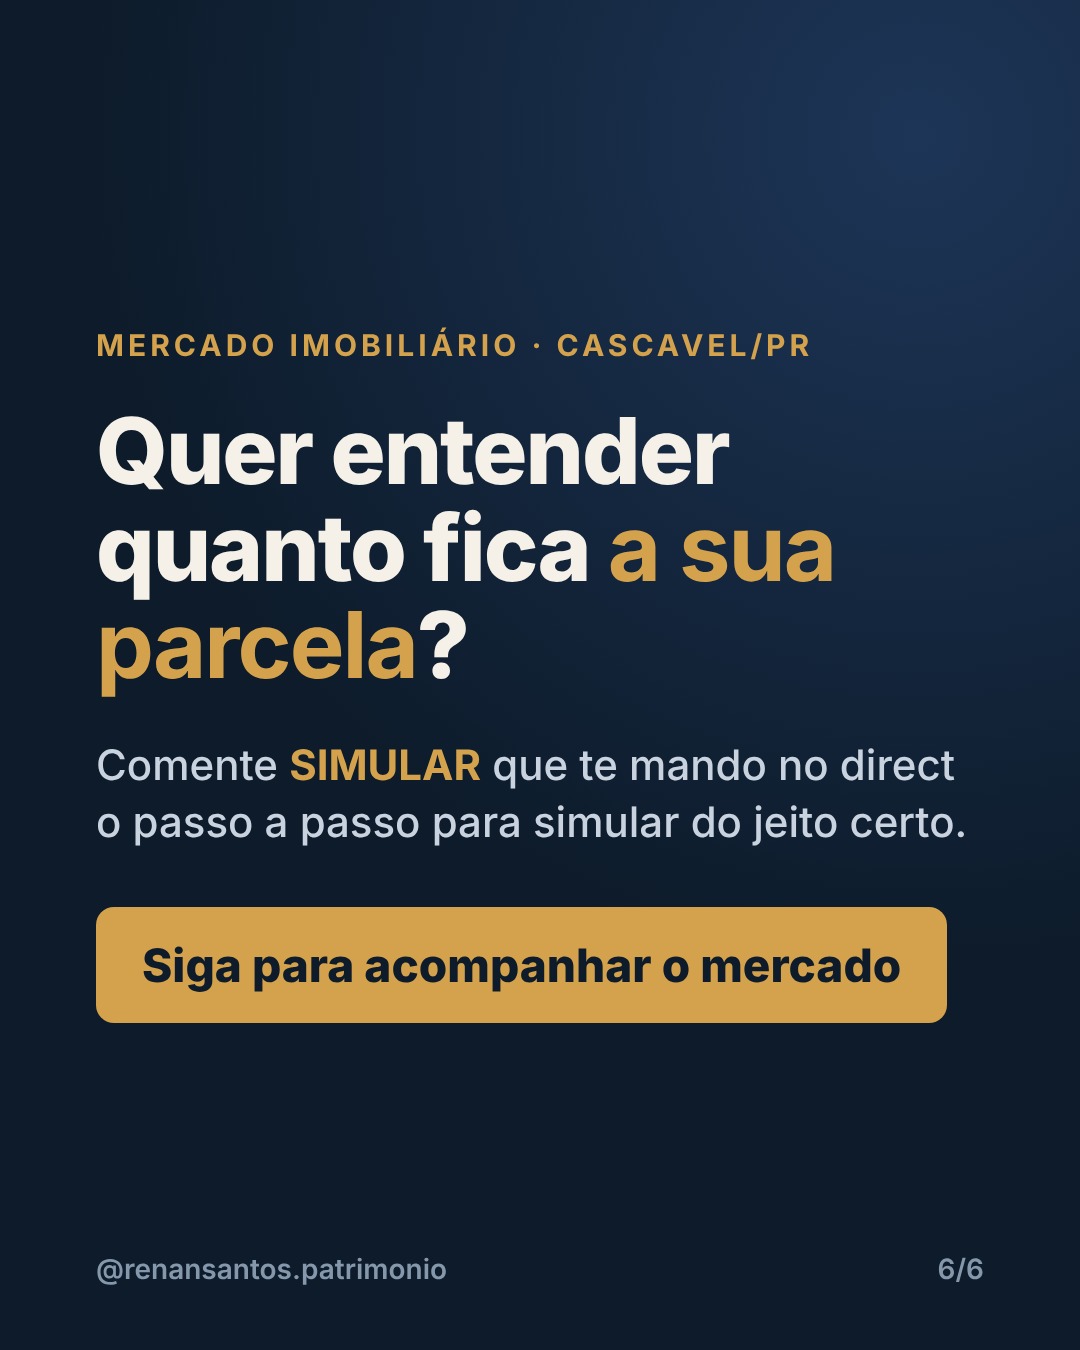 MERCADO IMOBILIÁRIO · CASCAVEL/PR
Quer entender
quanto fica a sua
parcela?
Comente SIMULAR que te mando no direct
o passo a passo para simular do jeito certo.
Siga para acompanhar o mercado
@renansantos.patrimonio
6/6